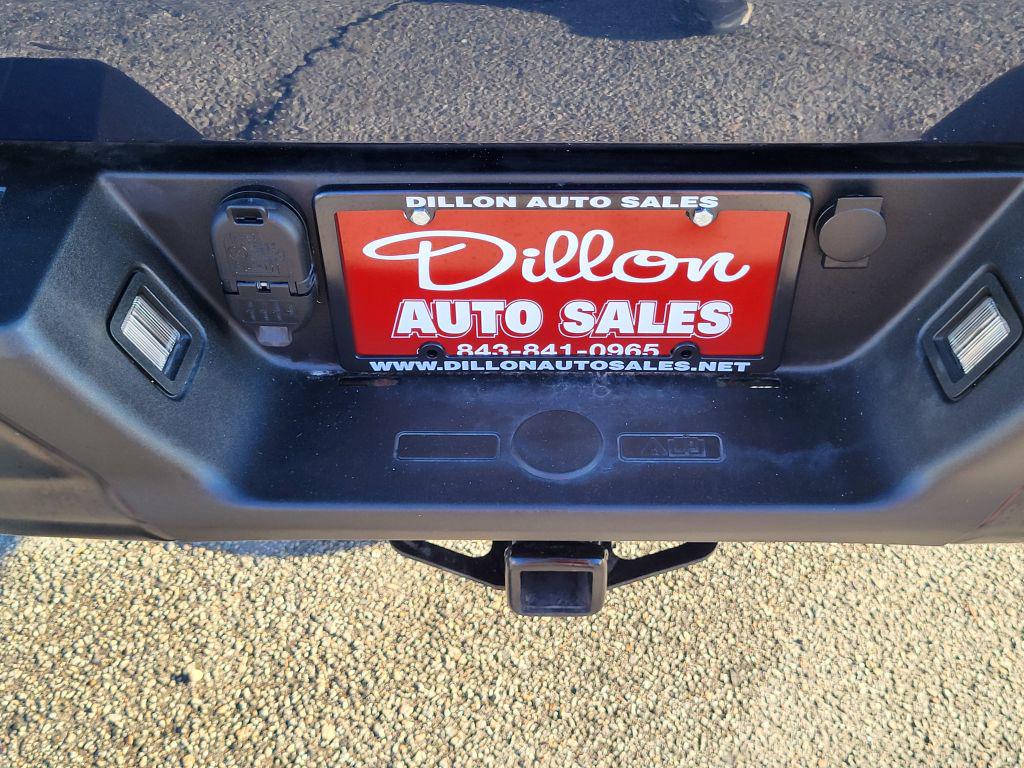 DILLON AUTO SALES
Dillon
AUTO SALES
843-841-0965
WWW.DILLONAUTOSALES.NET